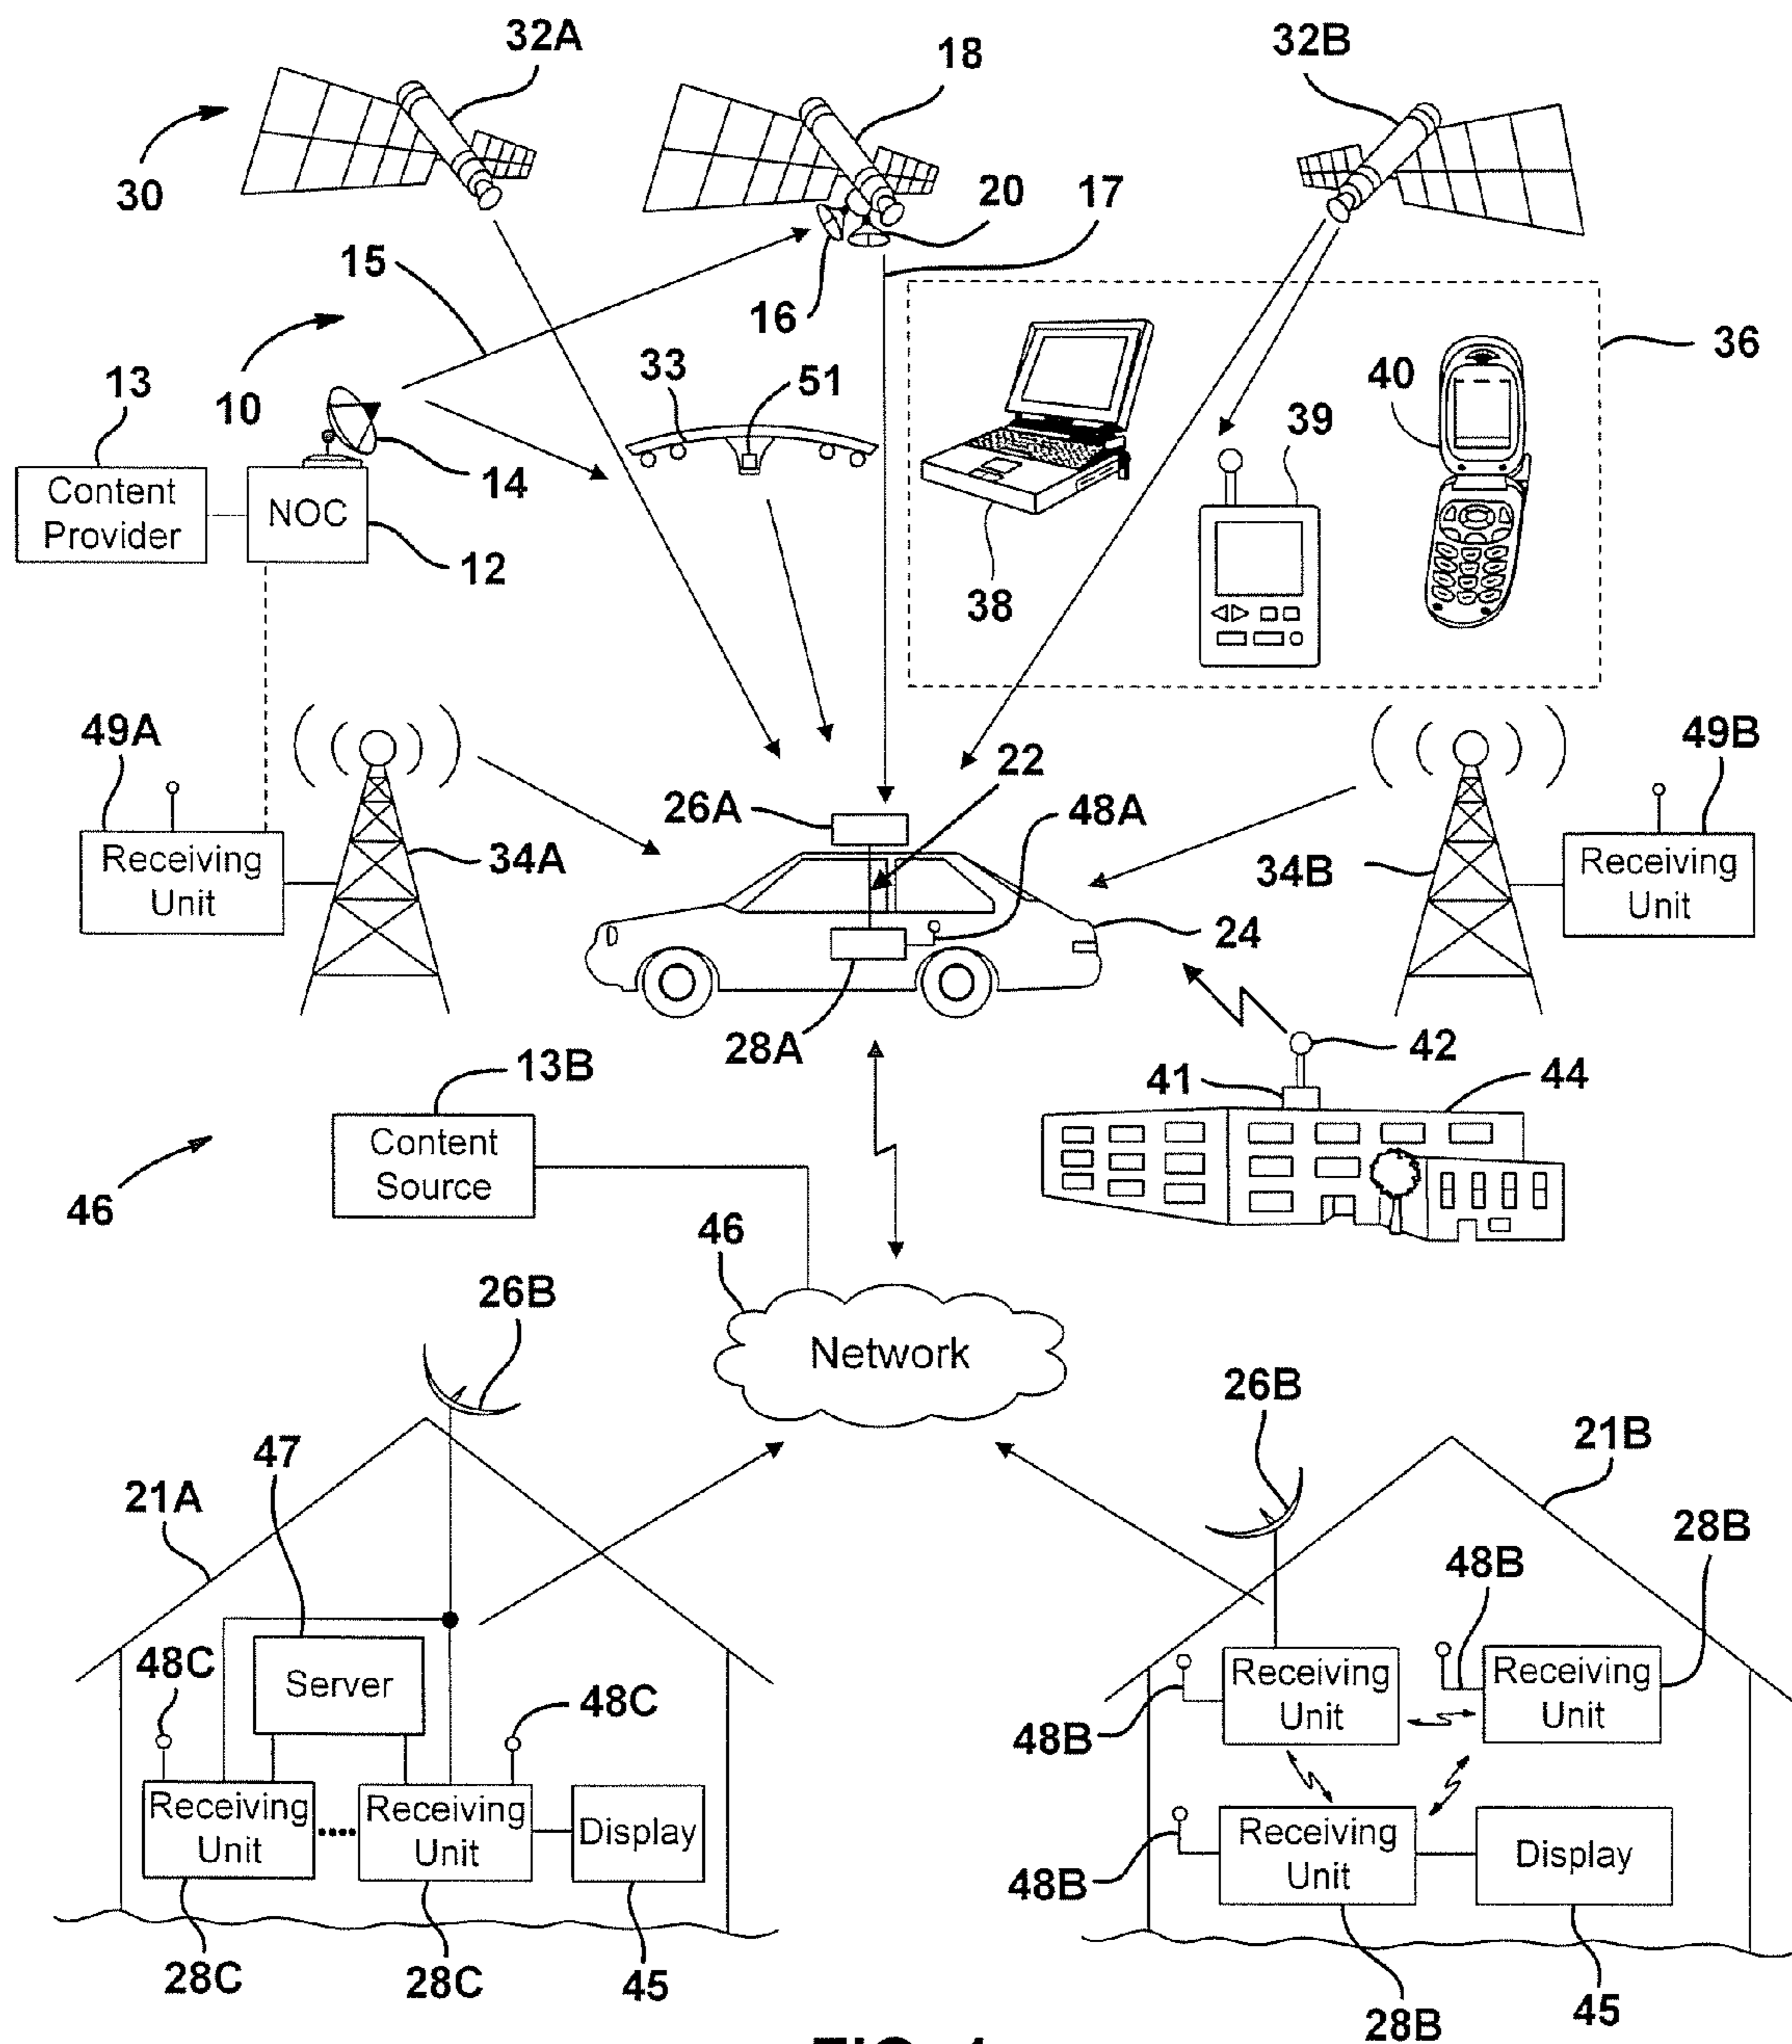 32A
18
32B
30
20
17
15
16
36
10
33
51
40
39
13
14
Content
Provider
NOC
12
38
49A
49B
22
26A
48A
Receiving
Unit
34A
34B
Receiving
Unit
24
28A
42
13B
41
44
Content
Source
46
46
26B
Network
26B
21B
47
21A
28B
48B
48C
Server
48C
Receiving
Unit
Receiving
Unit
48B
Receiving
Unit
Receiving
Unit
Display
Receiving
Unit
Display
48B
28C
28C
45
28B
45